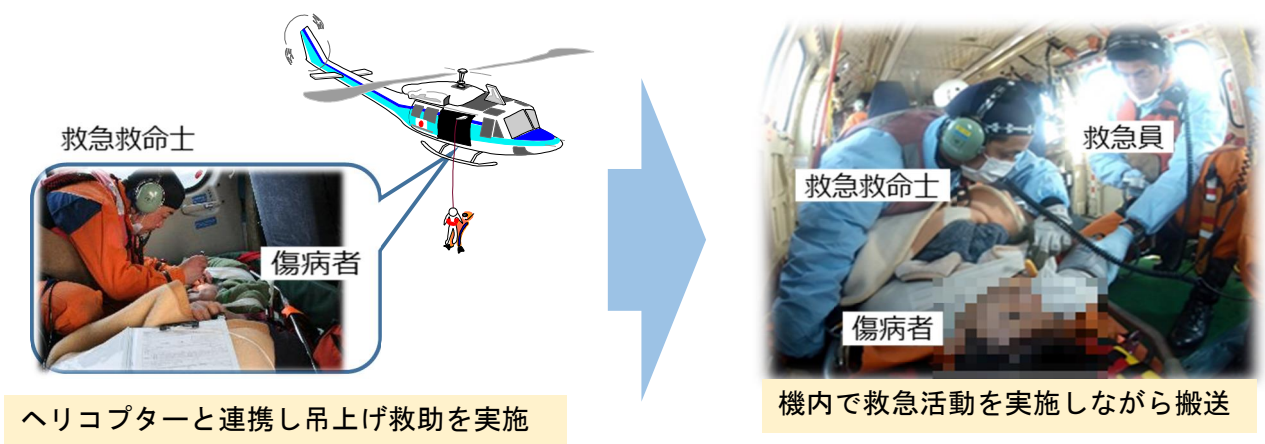 救急救命士
傷病者
ヘリコプターと連携し吊上げ救助を実施
救急員
救急救命士
傷病者
機内で救急活動を実施しながら搬送